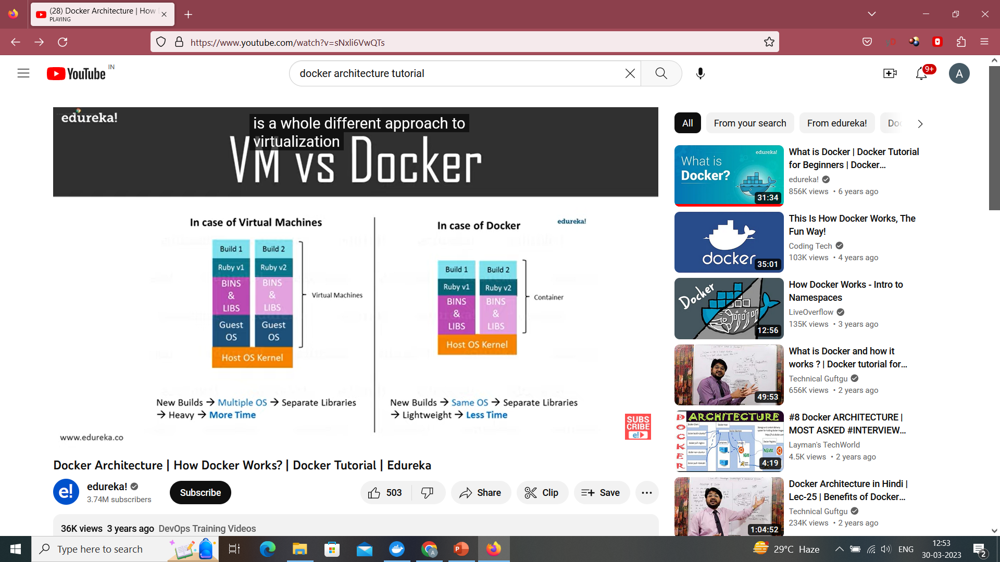 (28) Docker Architecture | How
PLAYING
https://www.youtube.com/watch?v=sNxli6VwQTs
YouTube IN
docker architecture tutorial
9+
A
edureka!
is a whole different approach to
virtualization
VM vs Docker
In case of Virtual Machines
Build 1 Build 2
Ruby v1 Ruby v2
BINS BINS
& &
LIBS LIBS
Guest Guest
OS OS
Host OS Kernel
Virtual Machines
New Builds → Multiple OS → Separate Libraries
→ Heavy → More Time
In case of Docker
edureka!
Build 1 Build 2
Ruby v1 Ruby v2
BINS BINS
& &
LIBS LIBS
Host OS Kernel
Container
New Builds → Same OS → Separate Libraries
→ Lightweight → Less Time
SUBS
CRIBE
e!
www.edureka.co
Docker Architecture | How Docker Works? | Docker Tutorial | Edureka
e!
edureka!
3.74M subscribers
Subscribe
503
Share
Clip
Save
36K views 3 years ago DevOps Training Videos
All
From your search
From edureka!
Doc
edureka!
What is
Docker?
31:34
What is Docker | Docker Tutorial
for Beginners | Docker...
edureka!
856K views • 6 years ago
docker
35:01
This Is How Docker Works, The
Fun Way!
Coding Tech
103K views • 4 years ago
Docker
12:56
How Docker Works - Intro to
Namespaces
LiveOverflow
135K views • 3 years ago
49:53
What is Docker and how it
works ? | Docker tutorial for...
Technical Guftgu
656K views • 2 years ago
DOCKER
ARCHITECTURE
Docker Client
Docker Host
Docker daemon
Docker Registry
NGINX
4:19
#8 Docker ARCHITECTURE |
MOST ASKED #INTERVIEW...
Layman's TechWorld
4.5K views • 2 years ago
1:04:52
Docker Architecture in Hindi |
Lec-25 | Benefits of Docker...
Technical Guftgu
234K views • 2 years ago
Type here to search
29°C Haze
ENG
12:53
30-03-2023
2